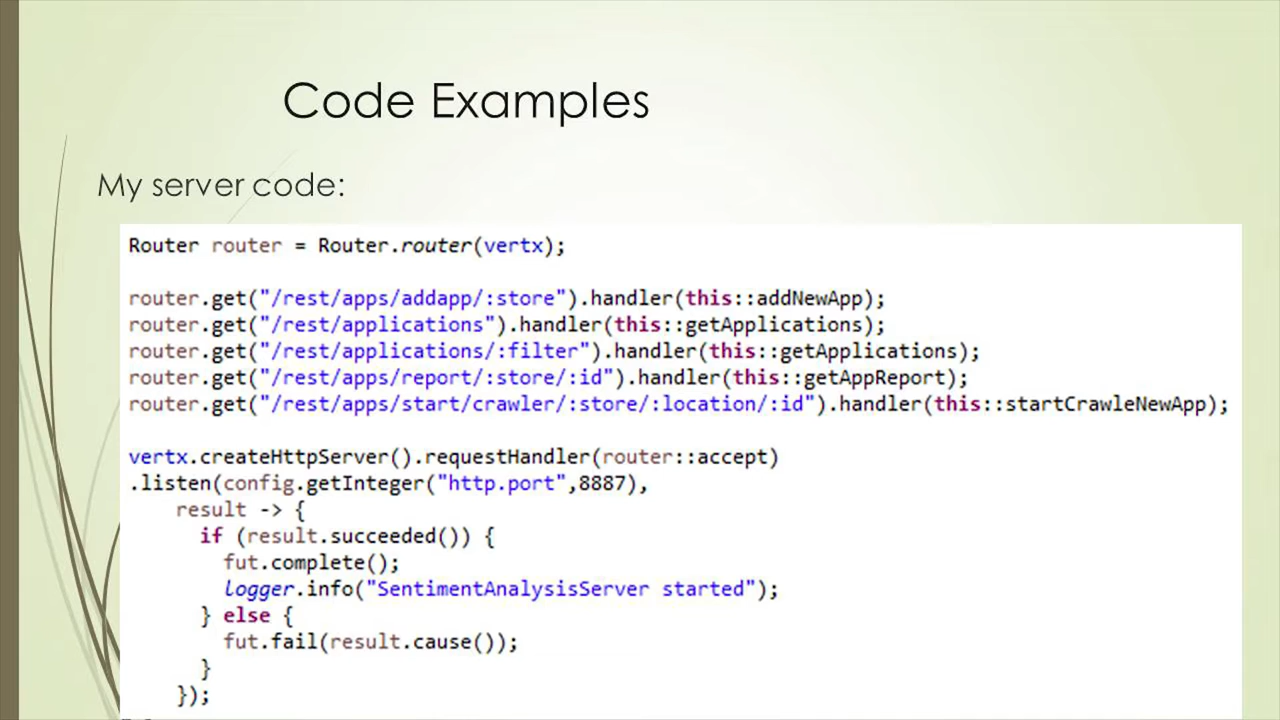 Code Examples
My server code:
Router router = Router.router(vertx);
router.get("/rest/apps/addapp/:store").handler(this::addNewApp);
router.get("/rest/applications").handler(this::getApplications);
router.get("/rest/applications/:filter").handler(this::getApplications);
router.get("/rest/apps/report/:store/:id").handler(this::getAppReport);
router.get("/rest/apps/start/crawler/:store/:location/:id").handler(this::startCrawleNewApp);
vertx.createHttpServer().requestHandler(router::accept)
.listen(config.getInteger("http.port",8887),
result -> {
if (result.succeeded()) {
fut.complete();
logger.info("SentimentAnalysisServer started");
} else {
fut.fail(result.cause());
}
});